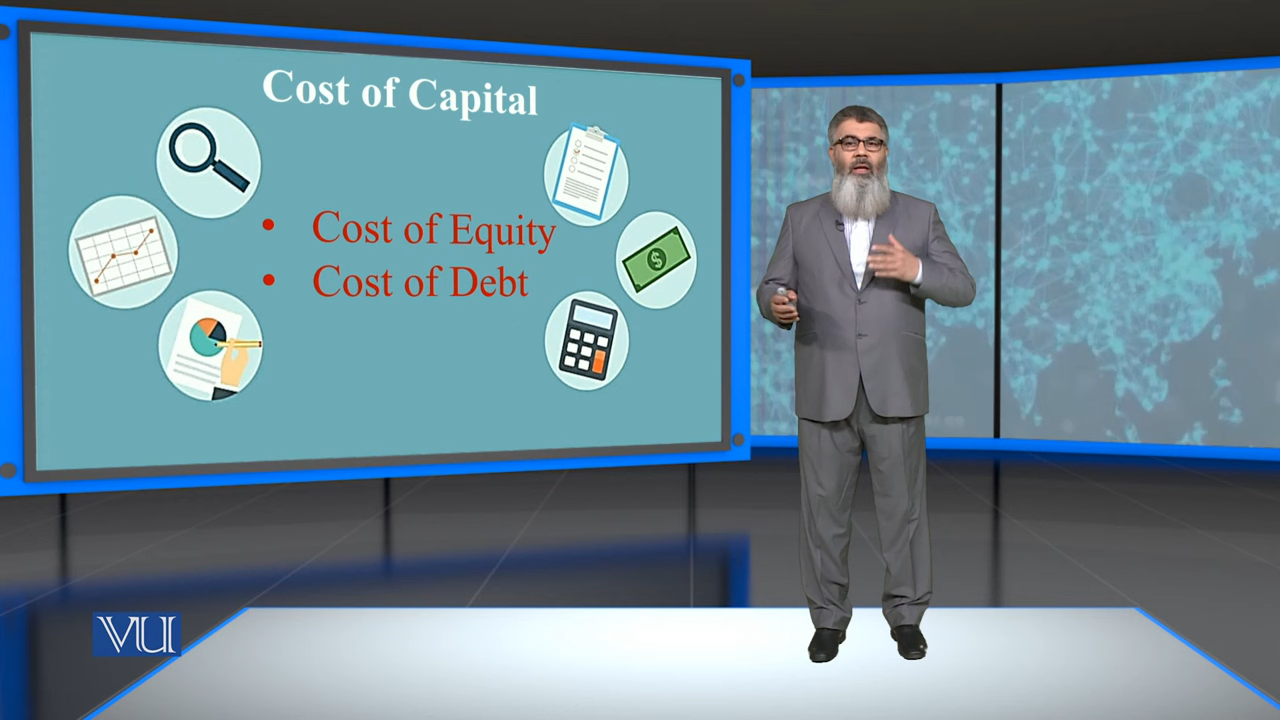 Cost of Capital
• Cost of Equity
• Cost of Debt
$
VU